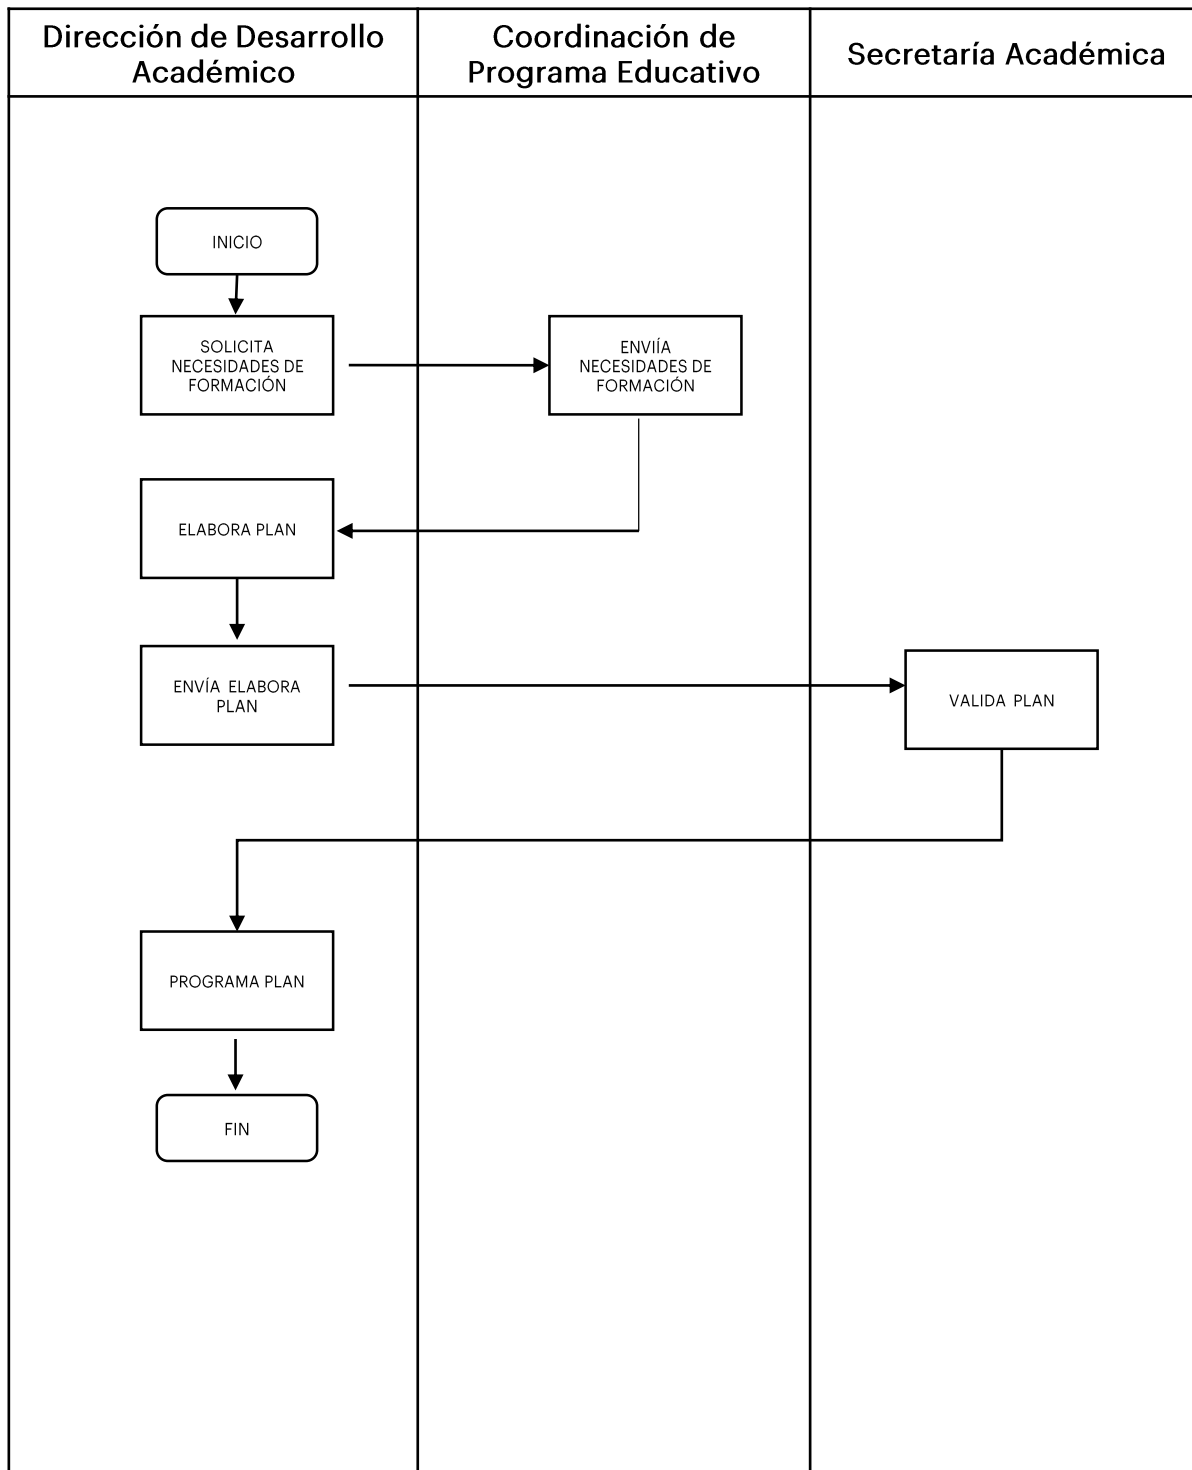 Dirección de Desarrollo
Académico
Coordinación de
Programa Educativo
Secretaría Académica
INICIO
SOLICITA
NECESIDADES DE
FORMACIÓN
ENVIÍA
NECESIDADES DE
FORMACIÓN
ELABORA PLAN
ENVÍA ELABORA
PLAN
VALIDA PLAN
PROGRAMA PLAN
FIN